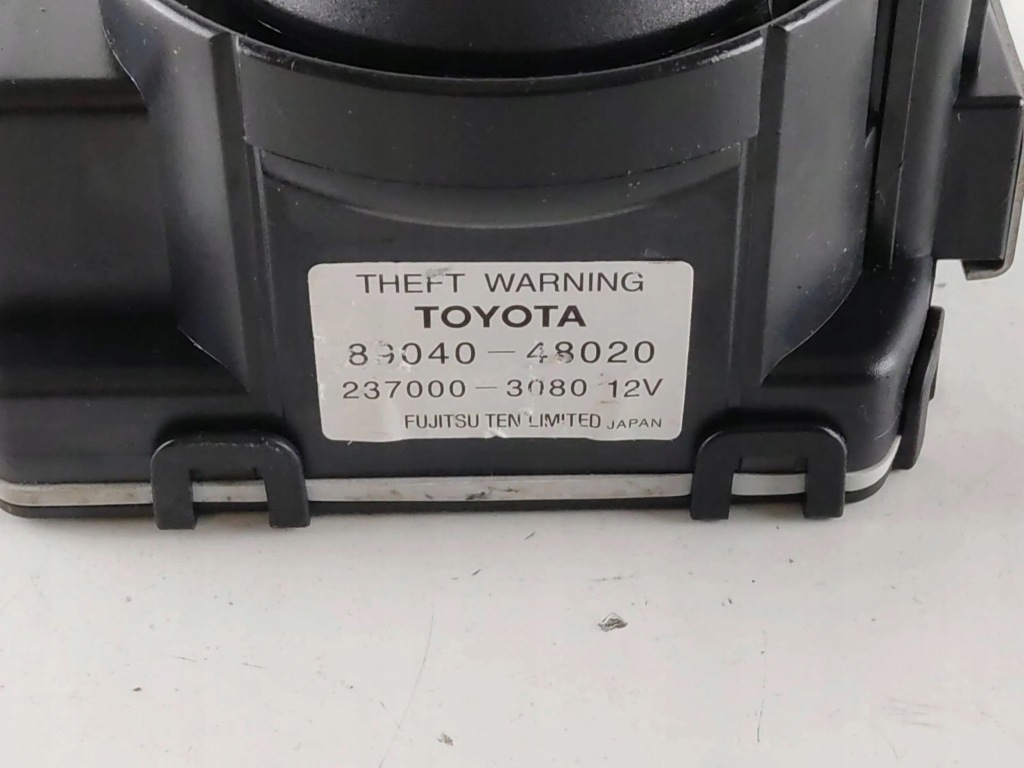 THEFT WARNING
TOYOTA
89040-48020
237000-3080 12V
FUJITSU TEN LIMITED JAPAN